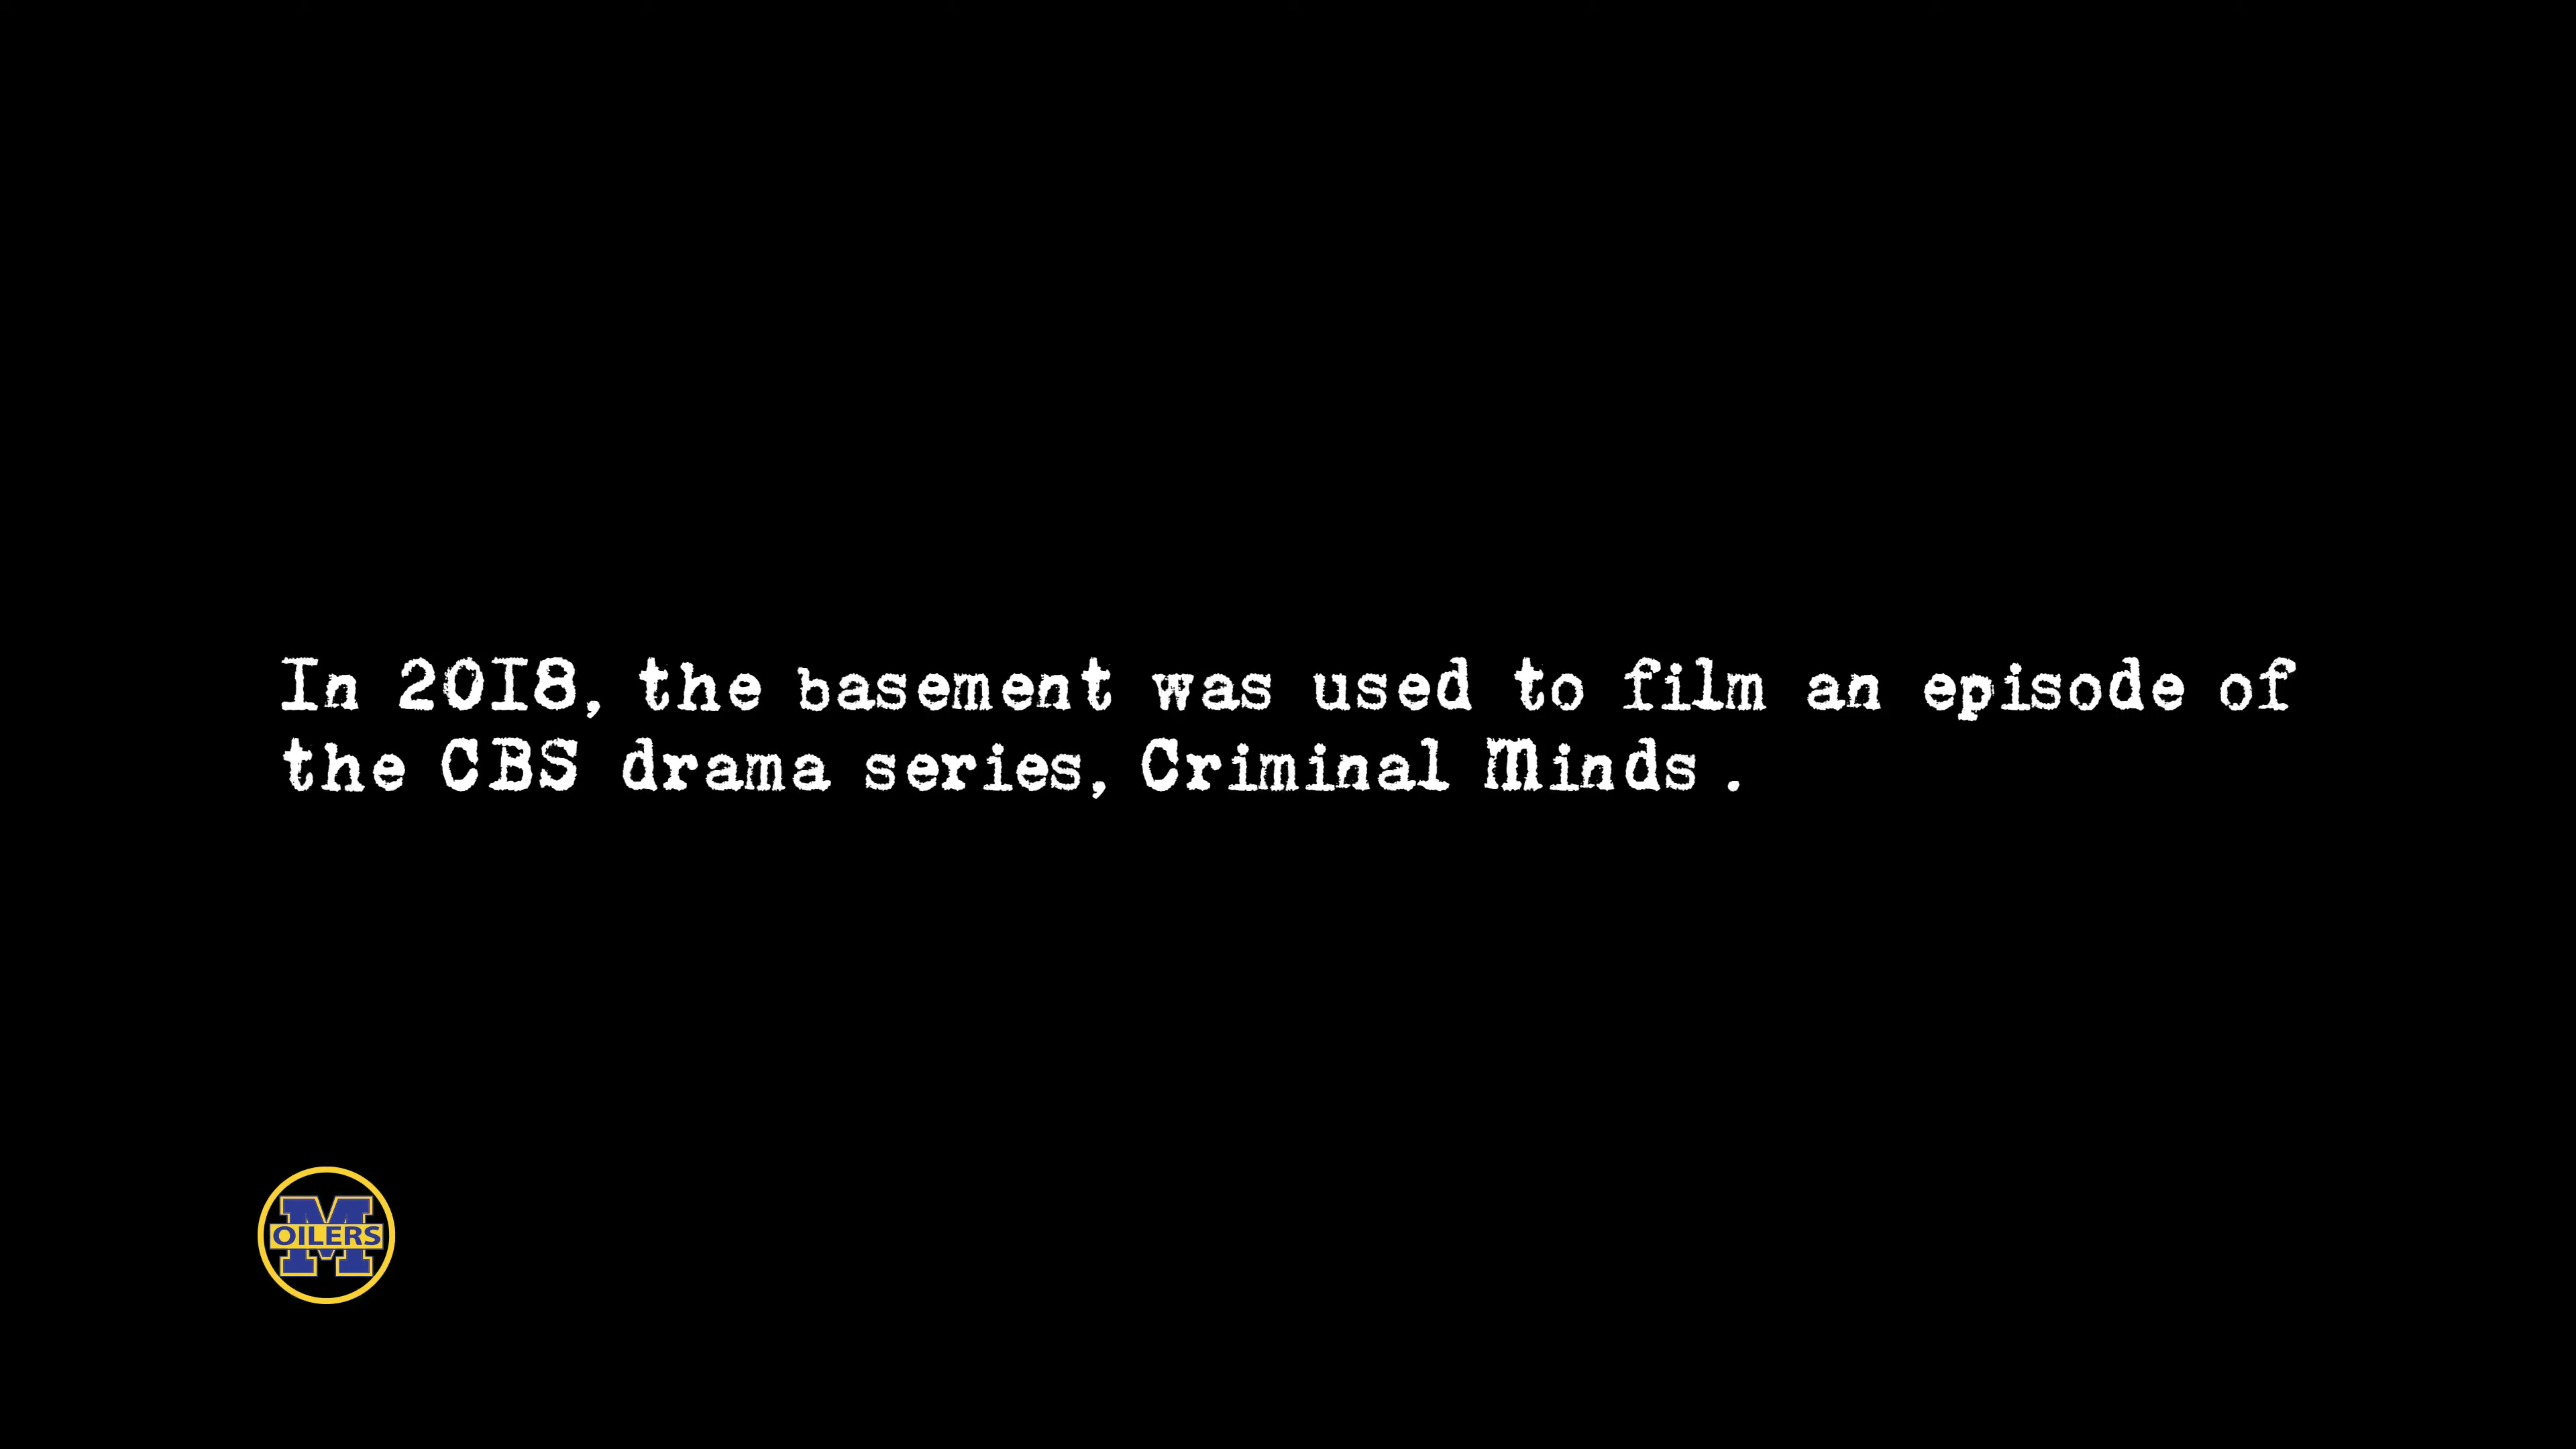 In 2018, the basement was used to film an episode of
the CBS drama series, Criminal Minds .
M
OILERS